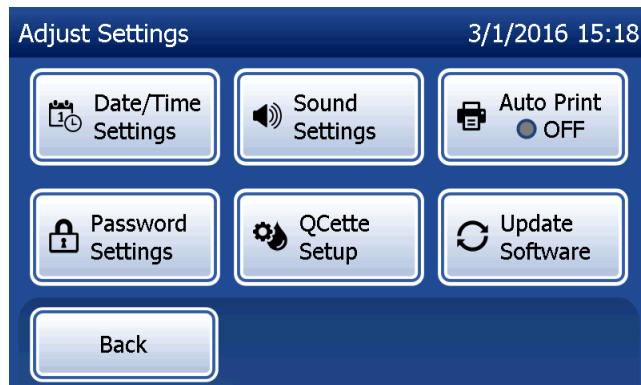 Adjust Settings 3/1/2016 15:18
Date/Time
Settings
Sound
Settings
Auto Print
OFF
Password
Settings
QCette
Setup
Update
Software
Back